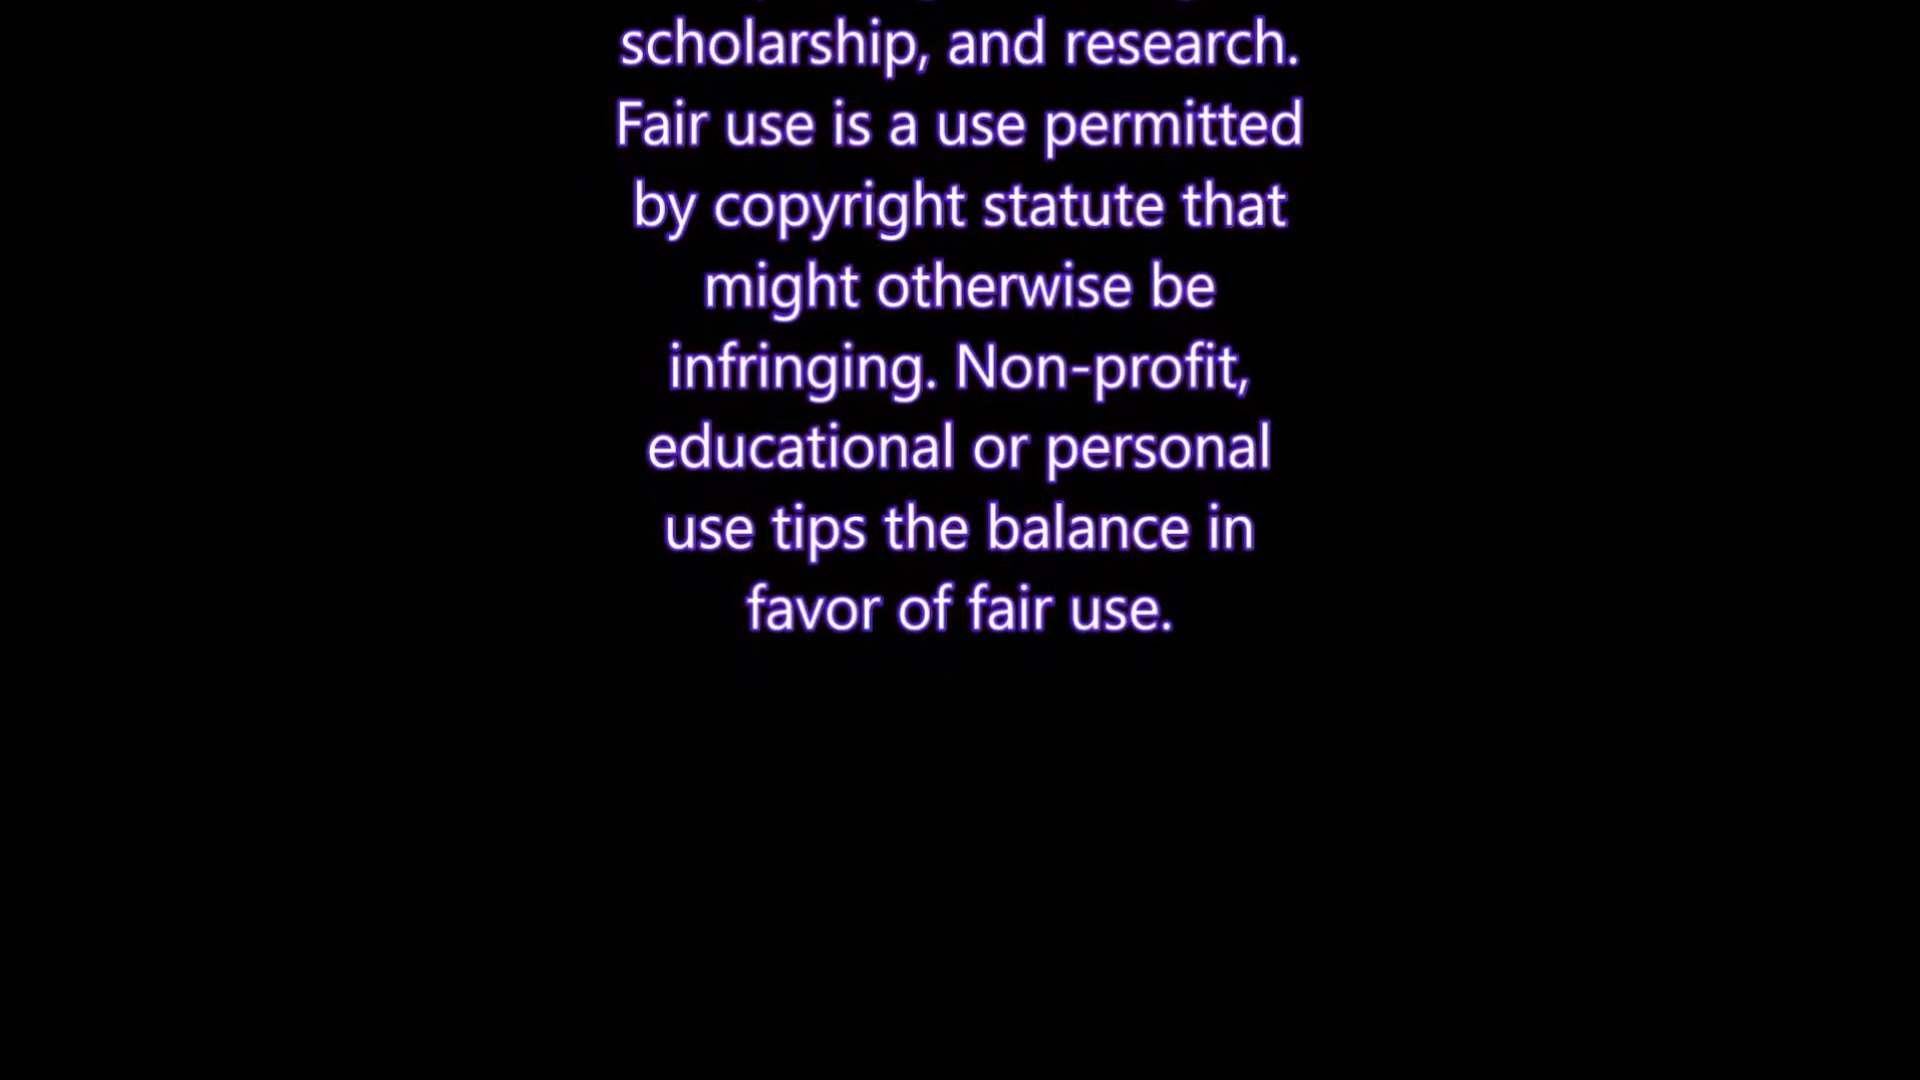 scholarship, and research.
Fair use is a use permitted
by copyright statute that
might otherwise be
infringing. Non-profit,
educational or personal
use tips the balance in
favor of fair use.